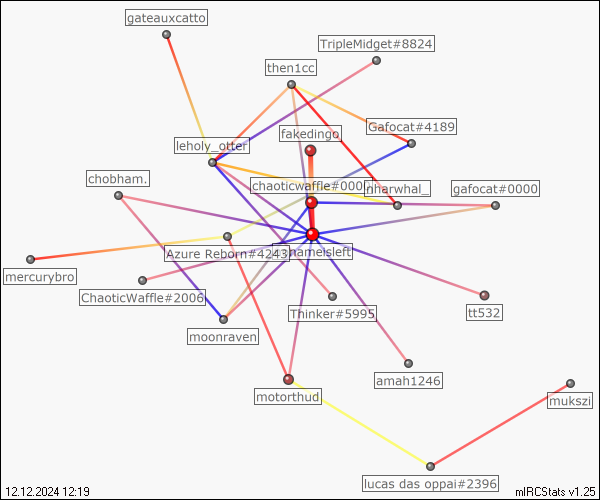 gateauxcatto
TripleMidget#8824
then1cc
Gafocat#4189
fakedingo
leholy_otter
chobham.
chaoticwaffle#000
nharwhal_
gafocat#0000
Azure Reborn#4243
nameisleft
mercurybro
ChaoticWaffle#2006
Thinker#5995
tt532
moonraven
amah1246
motorthud
mukszi
lucas das oppai#2396
12.12.2024 12:19
mIRCStats v1.25